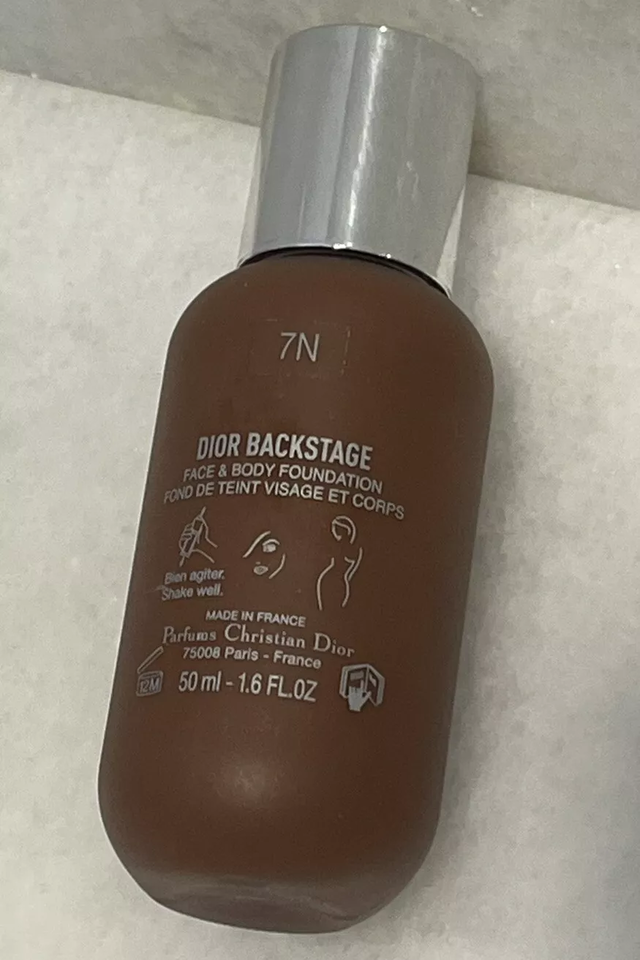 7N
DIOR BACKSTAGE
FACE & BODY FOUNDATION
FOND DE TEINT VISAGE ET CORPS
Bien agiter.
Shake well.
MADE IN FRANCE
Parfums Christian Dior
75008 Paris - France
12M
50 ml - 1.6 FL.OZ